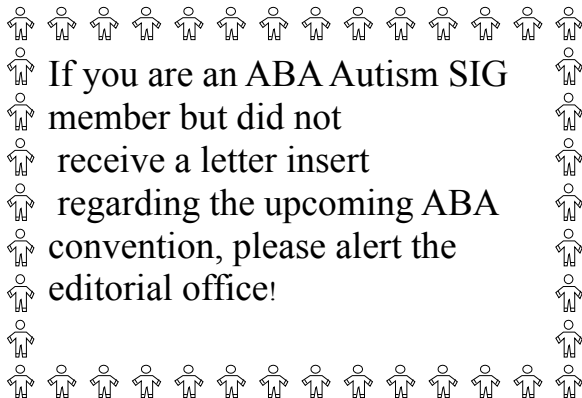 If you are an ABA Autism SIG
member but did not
receive a letter insert
regarding the upcoming ABA
convention, please alert the
editorial office!